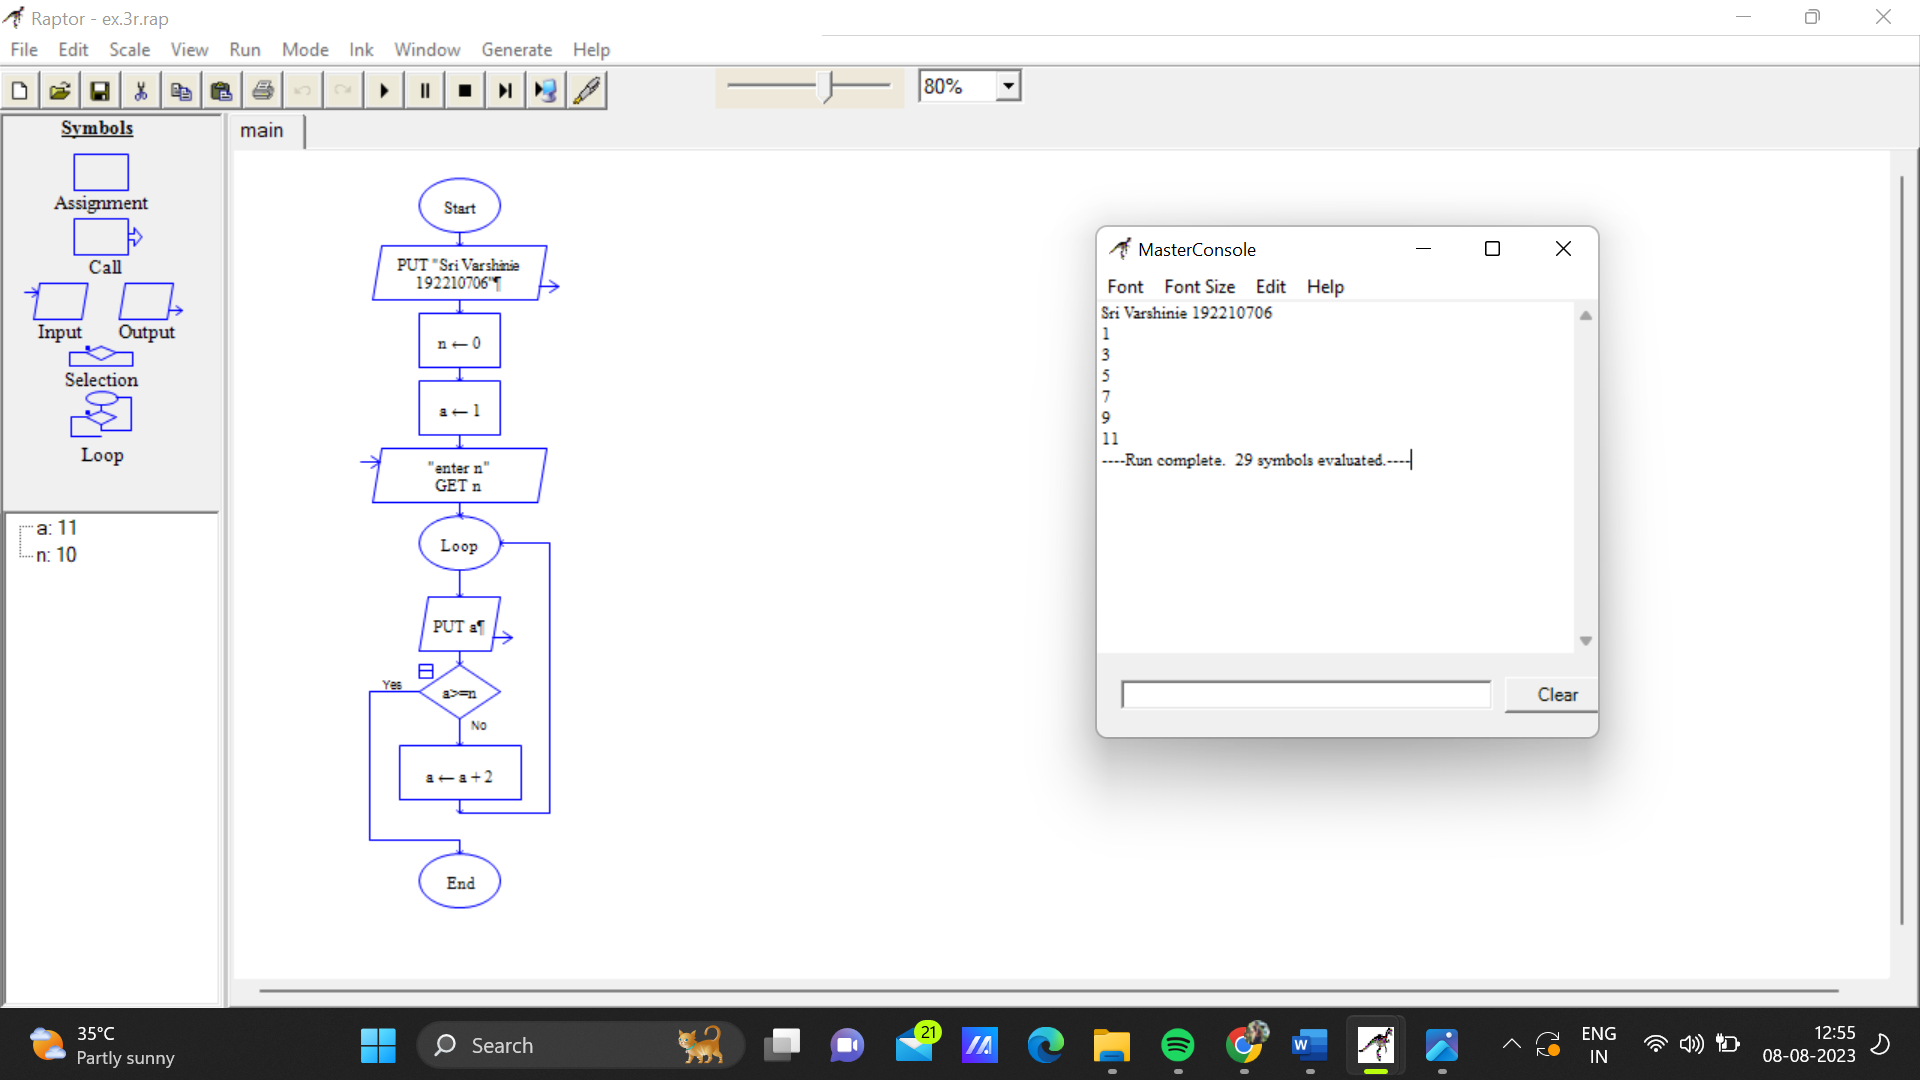 Raptor - ex.3r.rap
File Edit Scale View Run Mode Ink Window Generate Help
80%
Symbols
Assignment
Call
Input Output
Selection
Loop
a: 11
n: 10
main
Start
PUT "Sri Varshinie
192210706"¶
n ← 0
a ← 1
"enter n"
GET n
Loop
PUT a¶
Yes
a>=n
No
a ← a + 2
End
MasterConsole
Font Font Size Edit Help
Sri Varshinie 192210706
1
3
5
7
9
11
----Run complete.  29 symbols evaluated.----
Clear
35°C
Partly sunny
Search
21
W
ENG
IN
12:55
08-08-2023